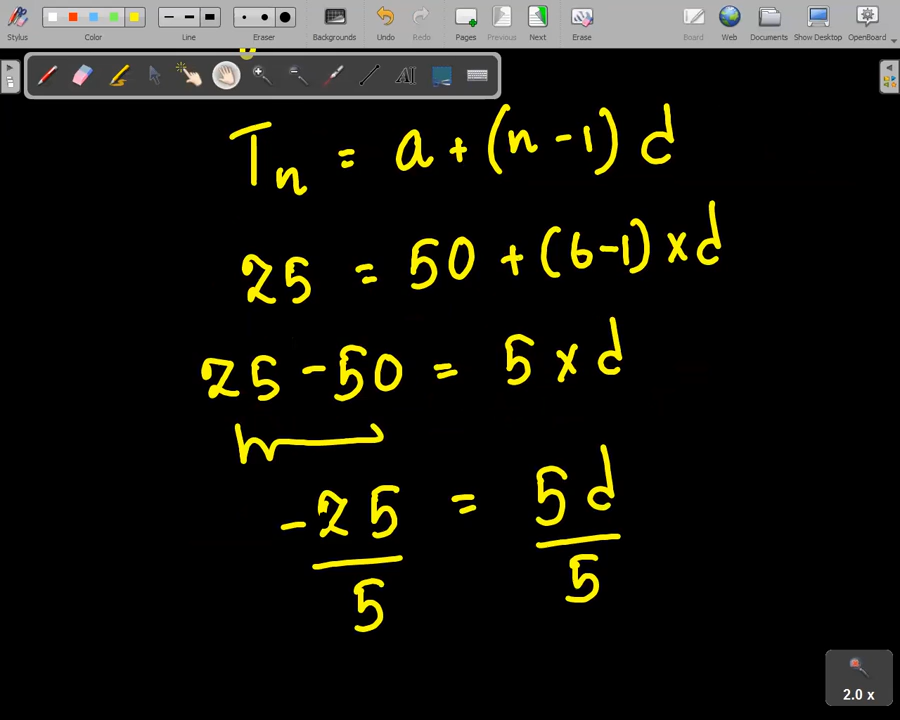 Stylus Color Line Eraser Backgrounds Undo Redo Pages Previous Next Erase Board Web Documents Show Desktop OpenBoard
Tn = a + (n - 1) d
25 = 50 + (6-1) × d
25 - 50 = 5 × d
-25 = 5d
5 5
2.0 x